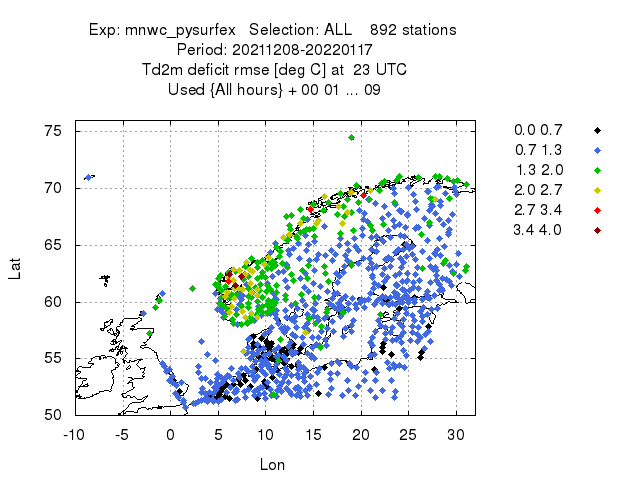 Exp: mnwc_pysurfex   Selection: ALL    892 stations
Period: 20211208-20220117
Td2m deficit rmse [deg C] at  23 UTC
Used {All hours} + 00 01 ... 09
75
70
65
60
55
50
Lat
-10 -5 0 5 10 15 20 25 30
Lon
0.0 0.7
0.7 1.3
1.3 2.0
2.0 2.7
2.7 3.4
3.4 4.0